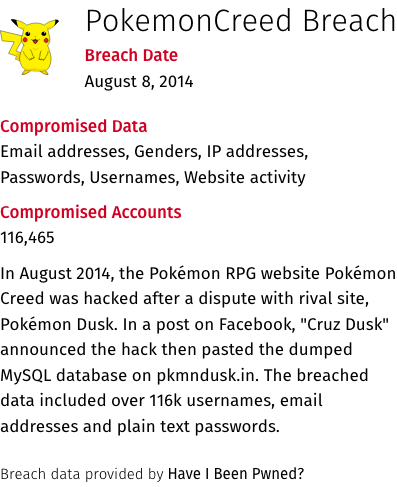 PokemonCreed Breach
Breach Date
August 8, 2014
Compromised Data
Email addresses, Genders, IP addresses,
Passwords, Usernames, Website activity
Compromised Accounts
116,465
In August 2014, the Pokémon RPG website Pokémon
Creed was hacked after a dispute with rival site,
Pokémon Dusk. In a post on Facebook, "Cruz Dusk"
announced the hack then pasted the dumped
MySQL database on pkmndusk.in. The breached
data included over 116k usernames, email
addresses and plain text passwords.
Breach data provided by Have I Been Pwned?